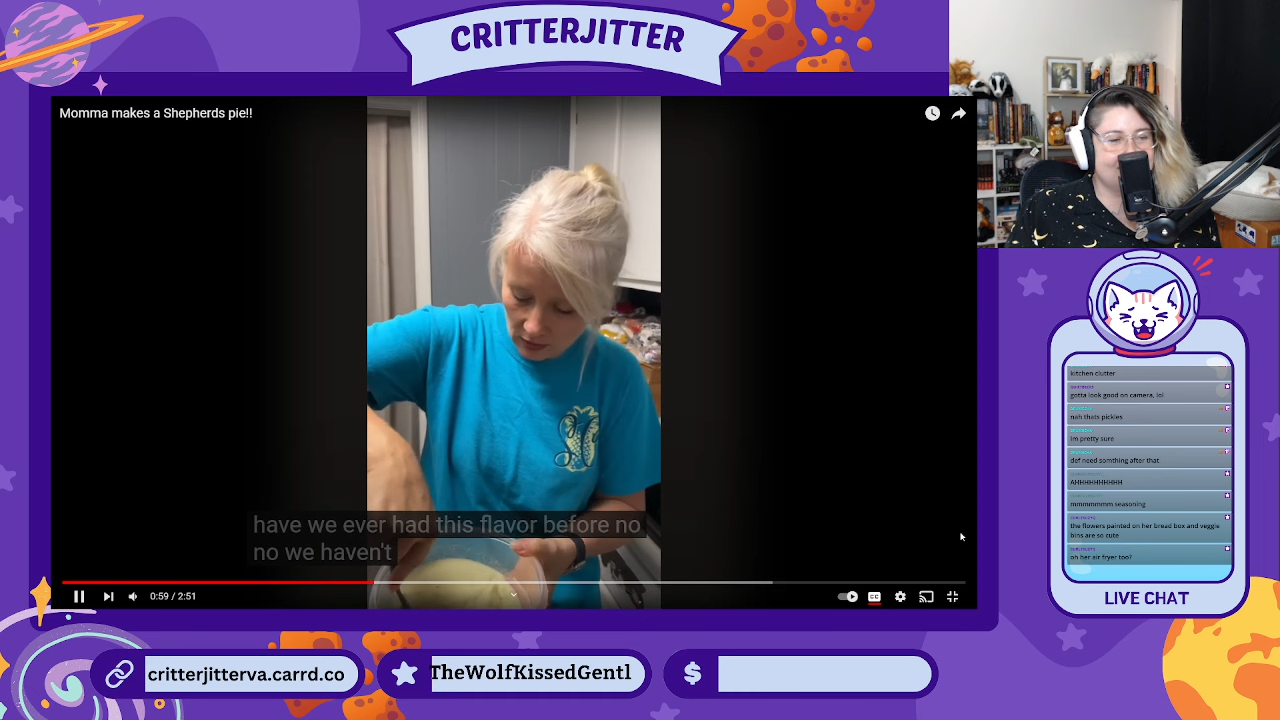 CRITTERJITTER
Momma makes a Shepherds pie!!
have we ever had this flavor before no
no we haven't
0:59 / 2:51
CC
kitchen clutter
gotta look good on camera, lol
nah thats pickles
im pretty sure
def need somthing after that
AHHHHHHHHH
mmmmmmm seasoning
the flowers painted on her bread box and veggie
bins are so cute
oh her air fryer too?
LIVE CHAT
critterjitterva.carrd.co
TheWolfKissedGentl
$